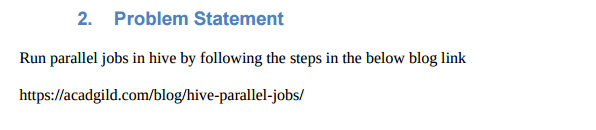 2. Problem Statement
Run parallel jobs in hive by following the steps in the below blog link
https://acadgild.com/blog/hive-parallel-jobs/